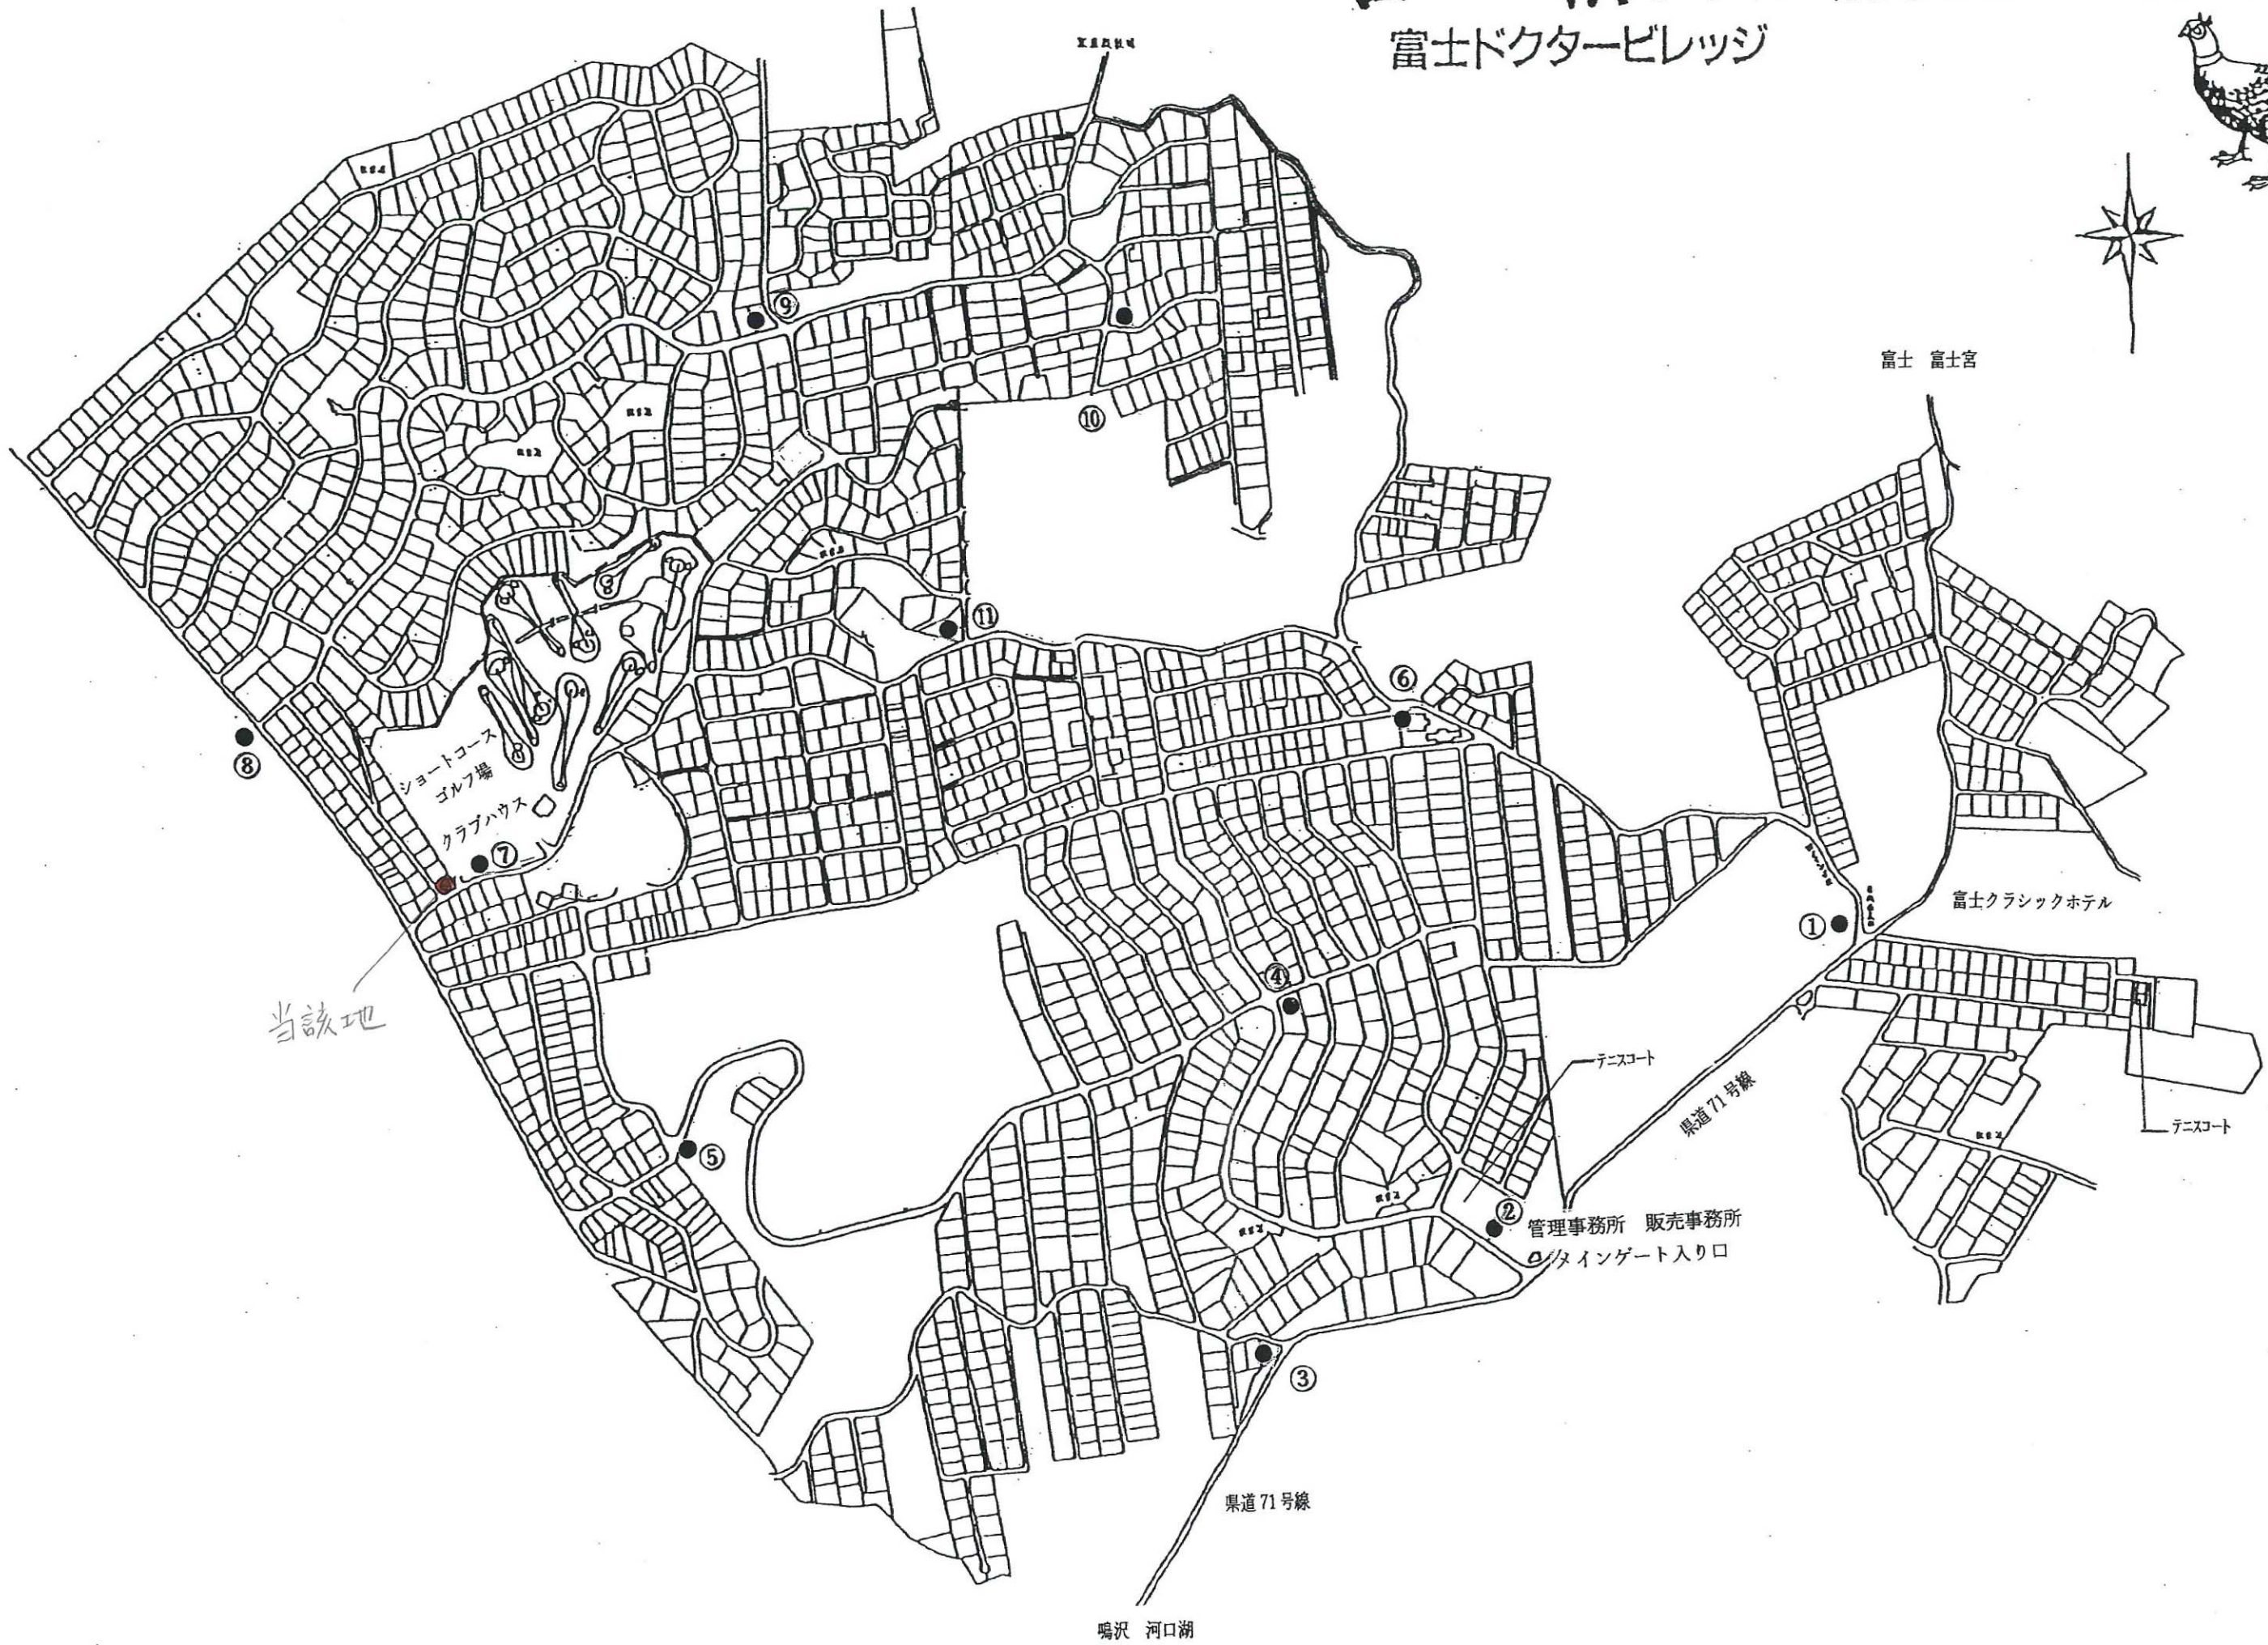 富士ドクタービレッジ
富士 富士宮
⑨
⑩
⑪
⑥
⑧
ショートコース
ゴルフ場
クラブハウス
⑦
富士クラシックホテル
①
④
当該地
テニスコート
県道71号線
テニスコート
⑤
②
管理事務所 販売事務所
メインゲート入り口
③
県道71号線
鳴沢 河口湖